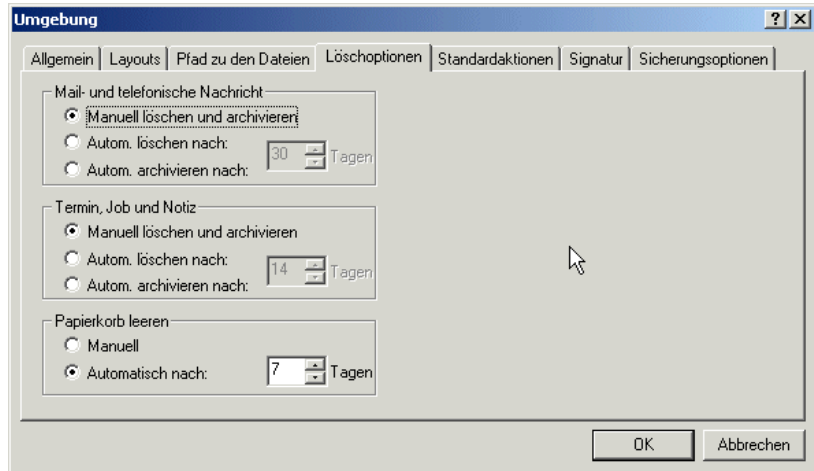 Umgebung
Allgemein Layouts Pfad zu den Dateien Löschoptionen Standardaktionen Signatur Sicherungsoptionen
Mail- und telefonische Nachricht
Manuell löschen und archivieren
Autom. löschen nach:
30 Tagen
Autom. archivieren nach:
Termin, Job und Notiz
Manuell löschen und archivieren
Autom. löschen nach:
14 Tagen
Autom. archivieren nach:
Papierkorb leeren
Manuell
Automatisch nach: 7 Tagen
OK Abbrechen